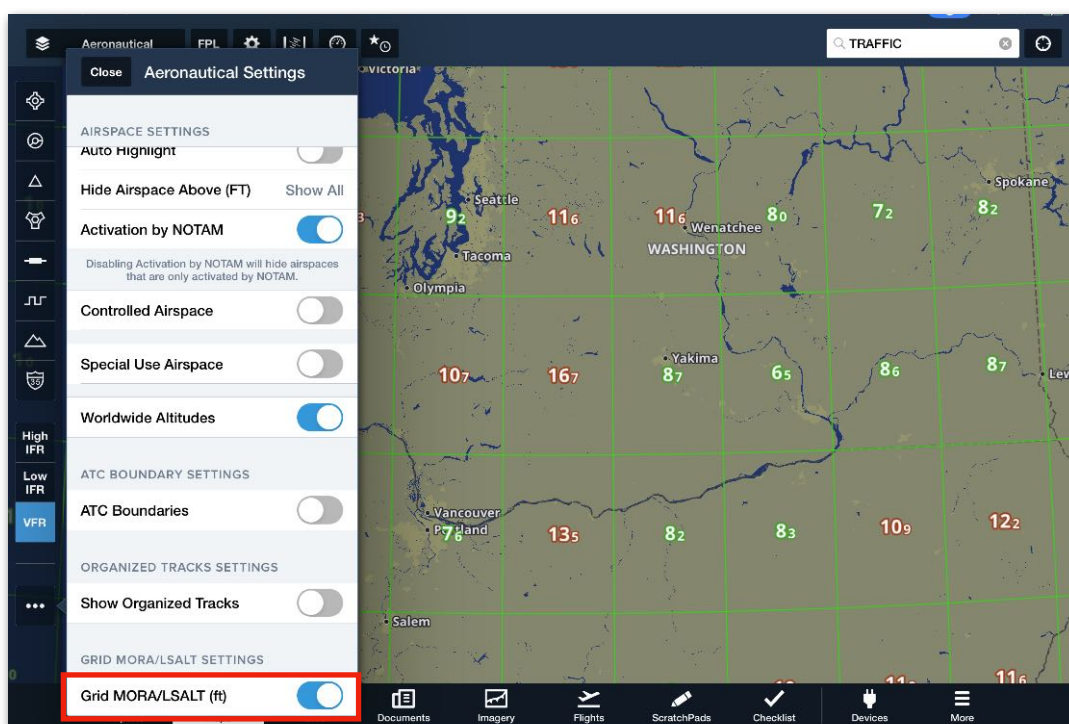 Aeronautical FPL TRAFFIC
Close Aeronautical Settings
AIRSPACE SETTINGS
Auto Highlight
Hide Airspace Above (FT) Show All
Activation by NOTAM
Disabling Activation by NOTAM will hide airspaces
that are only activated by NOTAM.
Controlled Airspace
Special Use Airspace
Worldwide Altitudes
ATC BOUNDARY SETTINGS
ATC Boundaries
ORGANIZED TRACKS SETTINGS
Show Organized Tracks
GRID MORA/LSALT SETTINGS
Grid MORA/LSALT (ft)
35
High
IFR
Low
IFR
VFR
Victoria
Spokane
Seattle
92 116 116 80 72 82
Wenatchee
WASHINGTON
Tacoma
Olympia
Yakima
107 167 87 65 86 87
Lew
Vancouver
Portland
76 135 82 83 109 122
Salem
116
Documents Imagery Flights ScratchPads Checklist Devices More